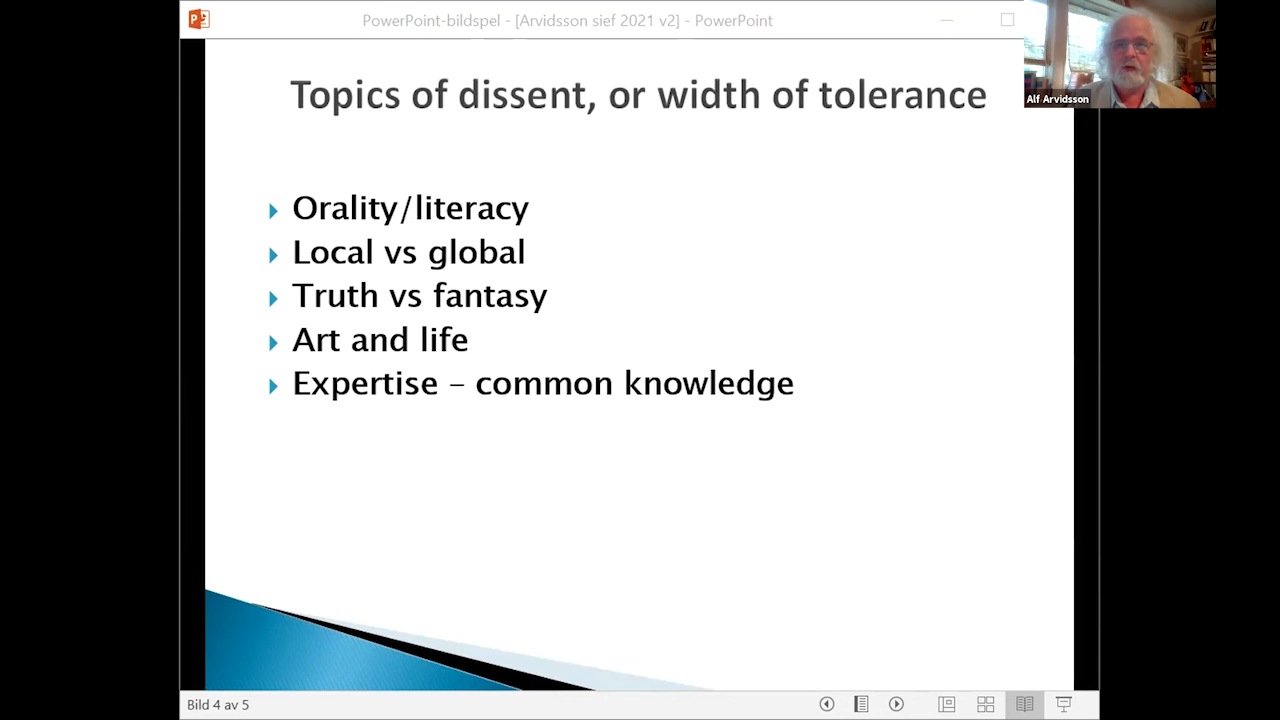 PowerPoint-bildspel - [Arvidsson sief 2021 v2] - PowerPoint
Alf Arvidsson
Topics of dissent, or width of tolerance
Orality/literacy
Local vs global
Truth vs fantasy
Art and life
Expertise – common knowledge
Bild 4 av 5